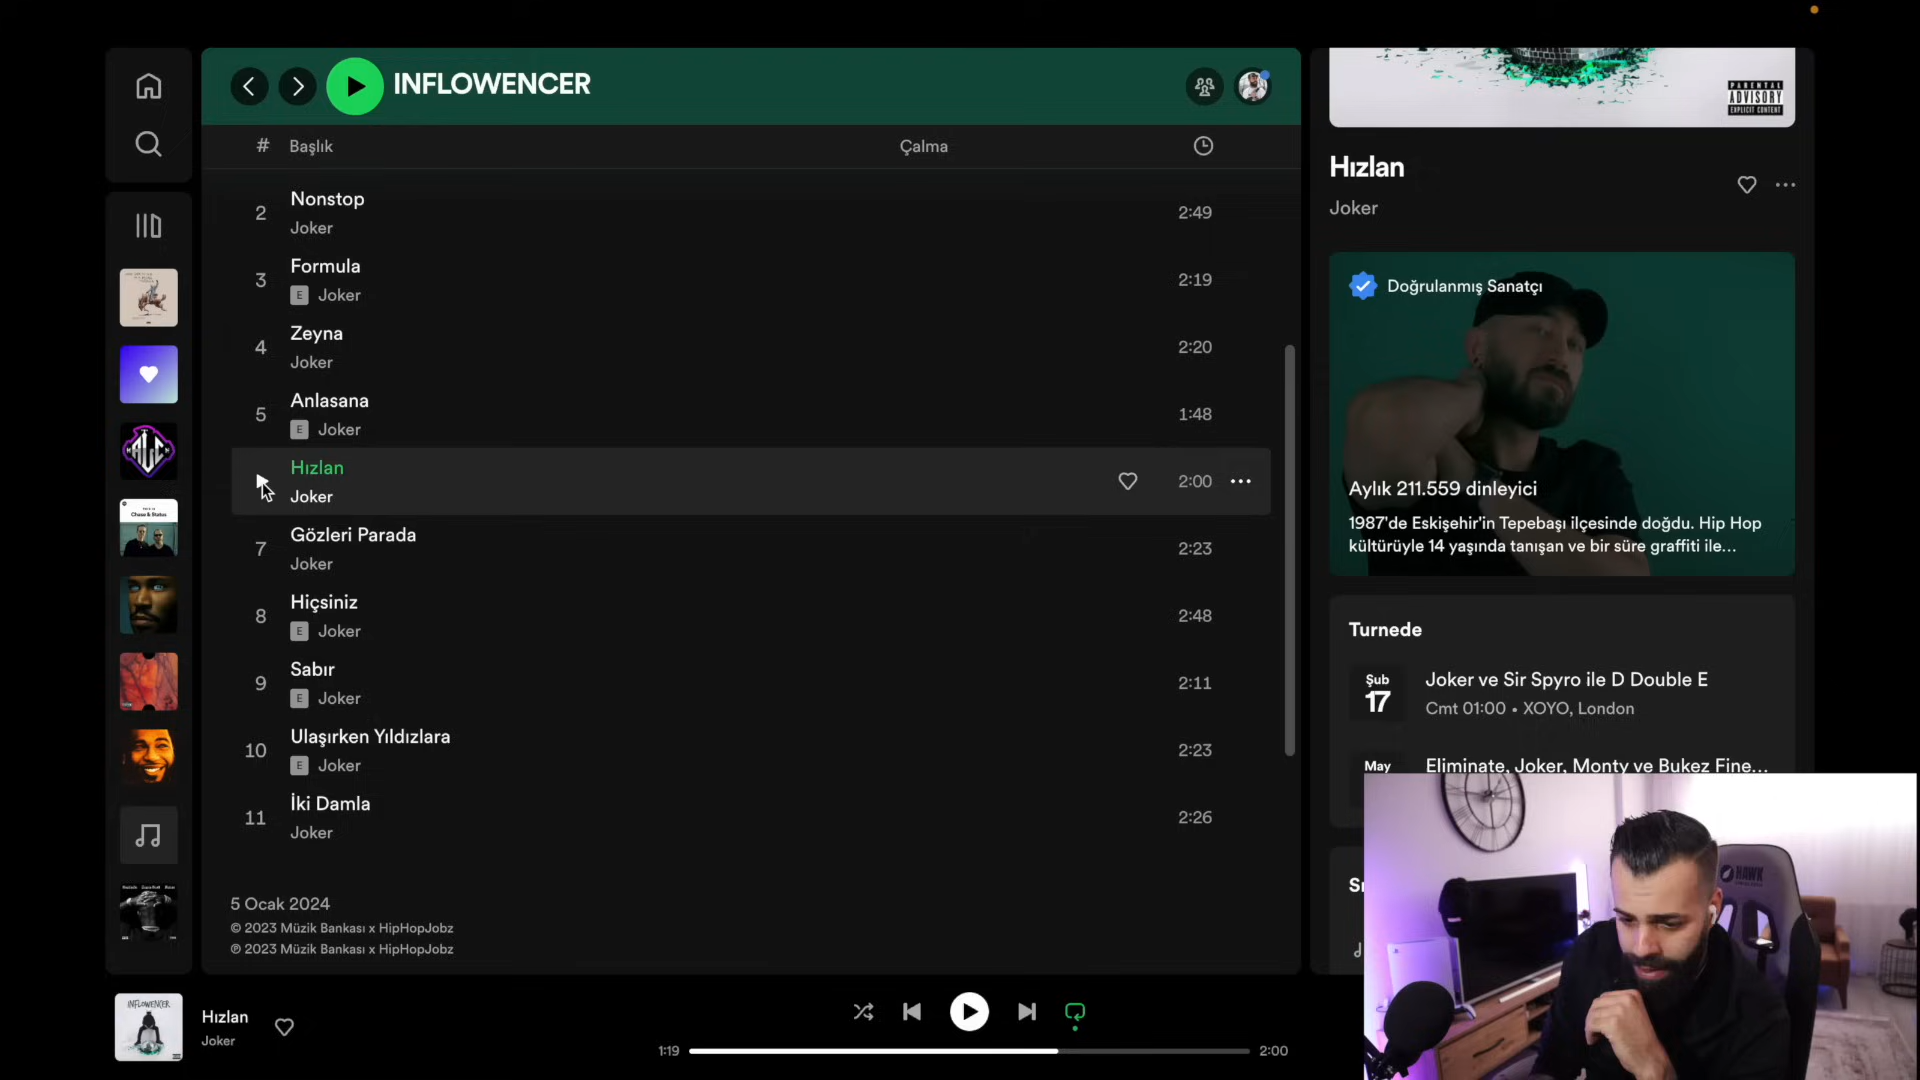 INFLOWENCER
# Başlık Çalma
2 Nonstop 2:49
Joker
3 Formula 2:19
E Joker
4 Zeyna 2:20
Joker
5 Anlasana 1:48
E Joker
Hızlan 2:00
Joker
7 Gözleri Parada 2:23
Joker
8 Hiçsiniz 2:48
E Joker
9 Sabır 2:11
E Joker
10 Ulaşırken Yıldızlara 2:23
E Joker
11 İki Damla 2:26
Joker
5 Ocak 2024
© 2023 Müzik Bankası x HipHopJobz
℗ 2023 Müzik Bankası x HipHopJobz
PARENTAL
ADVISORY
EXPLICIT CONTENT
Hızlan
Joker
Doğrulanmış Sanatçı
Aylık 211.559 dinleyici
1987'de Eskişehir'in Tepebaşı ilçesinde doğdu. Hip Hop
kültürüyle 14 yaşında tanışan ve bir süre graffiti ile...
Turnede
Şub
17
Joker ve Sir Spyro ile D Double E
Cmt 01:00 • XOYO, London
May
Eliminate, Joker, Monty ve Bukez Fine...
HAWK
Chase & Status
INFLOWENCER
Hızlan
Joker
1:19
2:00